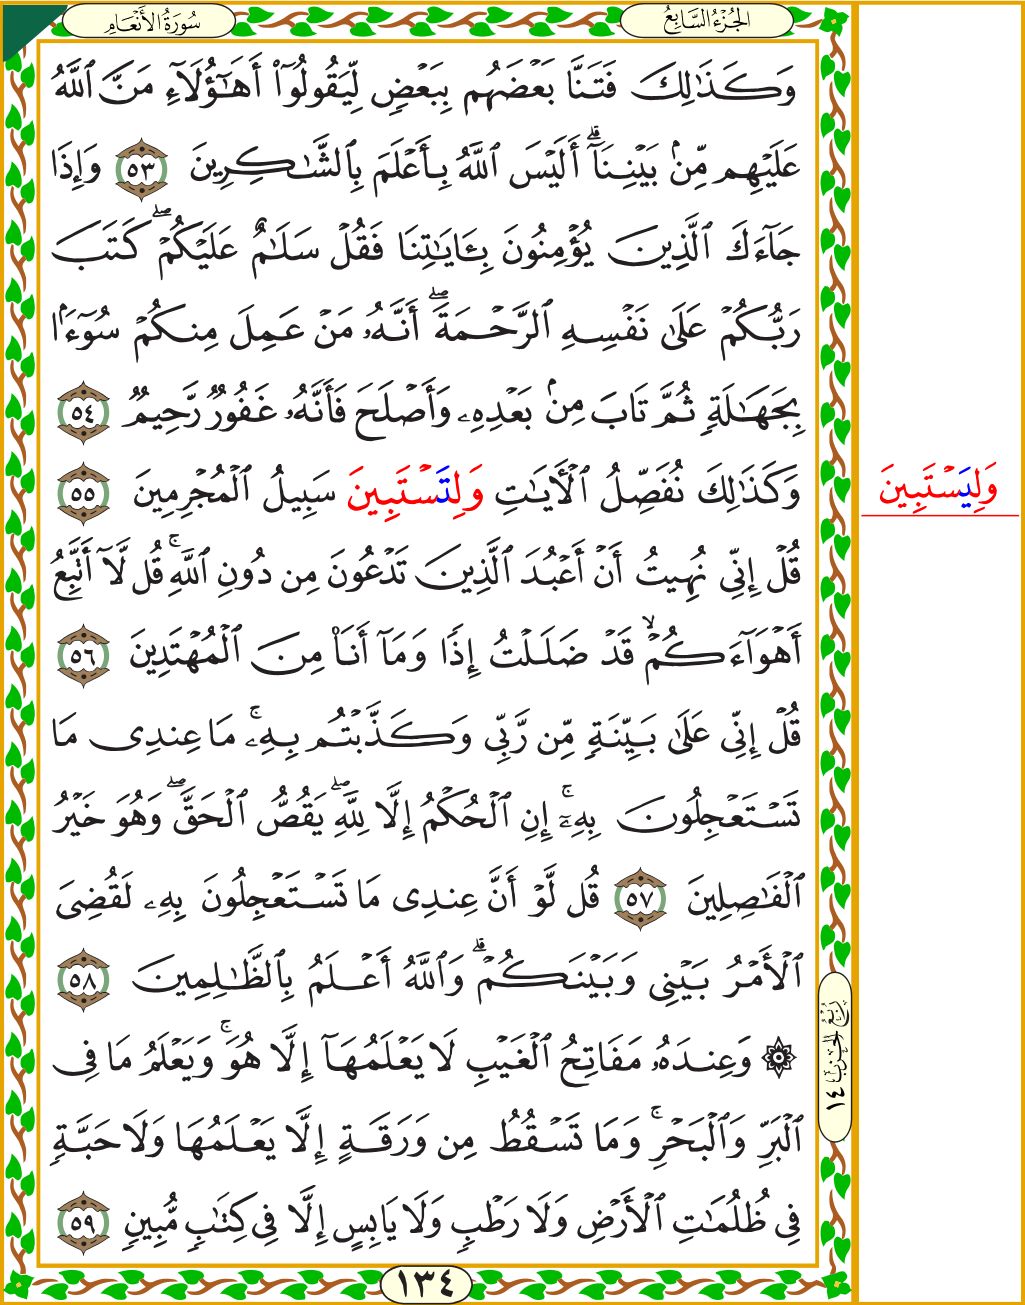 الجُزْءُ السَّابِعُ
سُورَةُ الأَنْعَامِ
وَكَذَٰلِكَ فَتَنَّا بَعْضَهُم بِبَعْضٍ لِّيَقُولُوٓا۟ أَهَٰٓؤُلَآءِ مَنَّ ٱللَّهُ
عَلَيْهِم مِّنۢ بَيْنِنَآ ۗ أَلَيْسَ ٱللَّهُ بِأَعْلَمَ بِٱلشَّٰكِرِينَ ٥٣ وَإِذَا
جَآءَكَ ٱلَّذِينَ يُؤْمِنُونَ بِـَٔايَٰتِنَا فَقُلْ سَلَٰمٌ عَلَيْكُمْ ۖ كَتَبَ
رَبُّكُمْ عَلَىٰ نَفْسِهِ ٱلرَّحْمَةَ ۖ أَنَّهُۥ مَنْ عَمِلَ مِنكُمْ سُوٓءًۢا
بِجَهَٰلَةٍ ثُمَّ تَابَ مِنۢ بَعْدِهِۦ وَأَصْلَحَ فَأَنَّهُۥ غَفُورٌ رَّحِيمٌ ٥٤
وَكَذَٰلِكَ نُفَصِّلُ ٱلْأَيَٰتِ وَلِتَسْتَبِينَ سَبِيلُ ٱلْمُجْرِمِينَ ٥٥
وَلِيَسْتَبِينَ
قُلْ إِنِّى نُهِيتُ أَنْ أَعْبُدَ ٱلَّذِينَ تَدْعُونَ مِن دُونِ ٱللَّهِ ۚ قُل لَّآ أَتَّبِعُ
أَهْوَآءَكُمْ ۙ قَدْ ضَلَلْتُ إِذًا وَمَآ أَنَا۠ مِنَ ٱلْمُهْتَدِينَ ٥٦
قُلْ إِنِّى عَلَىٰ بَيِّنَةٍ مِّن رَّبِّى وَكَذَّبْتُم بِهِۦ ۚ مَا عِندِى مَا
تَسْتَعْجِلُونَ بِهِۦٓ ۚ إِنِ ٱلْحُكْمُ إِلَّا لِلَّهِ ۖ يَقُصُّ ٱلْحَقَّ ۖ وَهُوَ خَيْرُ
ٱلْفَٰصِلِينَ ٥٧ قُل لَّوْ أَنَّ عِندِى مَا تَسْتَعْجِلُونَ بِهِۦ لَقُضِىَ
ٱلْأَمْرُ بَيْنِى وَبَيْنَكُمْ ۗ وَٱللَّهُ أَعْلَمُ بِٱلظَّٰلِمِينَ ٥٨
۞ وَعِندَهُۥ مَفَاتِحُ ٱلْغَيْبِ لَا يَعْلَمُهَآ إِلَّا هُوَ ۚ وَيَعْلَمُ مَا فِى
ٱلْبَرِّ وَٱلْبَحْرِ ۚ وَمَا تَسْقُطُ مِن وَرَقَةٍ إِلَّا يَعْلَمُهَا وَلَا حَبَّةٍ
فِى ظُلُمَٰتِ ٱلْأَرْضِ وَلَا رَطْبٍ وَلَا يَابِسٍ إِلَّا فِى كِتَٰبٍ مُّبِينٍ ٥٩
رُبْعُ الحِزْبِ ١٤
١٣٤